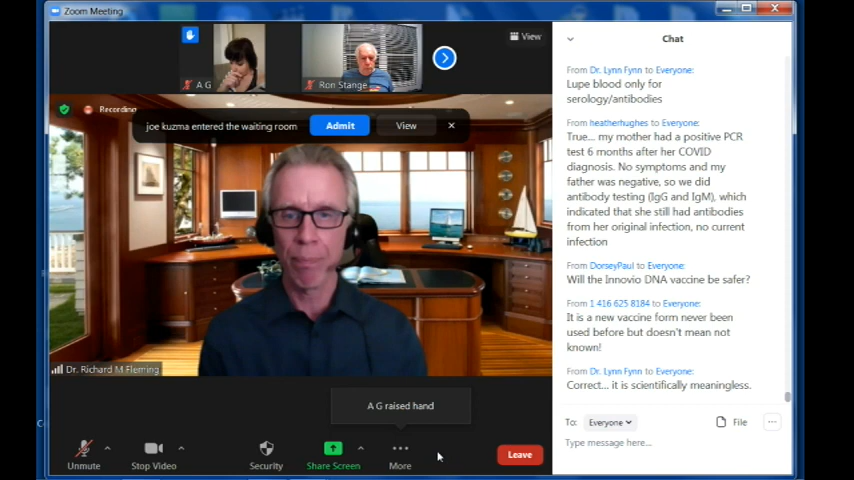 Zoom Meeting
A G
Ron Stange
View
Recording
joe kuzma entered the waiting room
Admit
View
Dr. Richard M Fleming
A G raised hand
Unmute
Stop Video
Security
Share Screen
More
Leave
Chat
From Dr. Lynn Fynn to Everyone:
Lupe blood only for
serology/antibodies
From heatherhughes to Everyone:
True... my mother had a positive PCR
test 6 months after her COVID
diagnosis. No symptoms and my
father was negative, so we did
antibody testing (IgG and IgM), which
indicated that she still had antibodies
from her original infection, no current
infection
From DorseyPaul to Everyone:
Will the Innovio DNA vaccine be safer?
From 1 416 625 8184 to Everyone:
It is a new vaccine form never been
used before but doesn't mean not
known!
From Dr. Lynn Fynn to Everyone:
Correct... it is scientifically meaningless.
To: Everyone
File
Type message here...